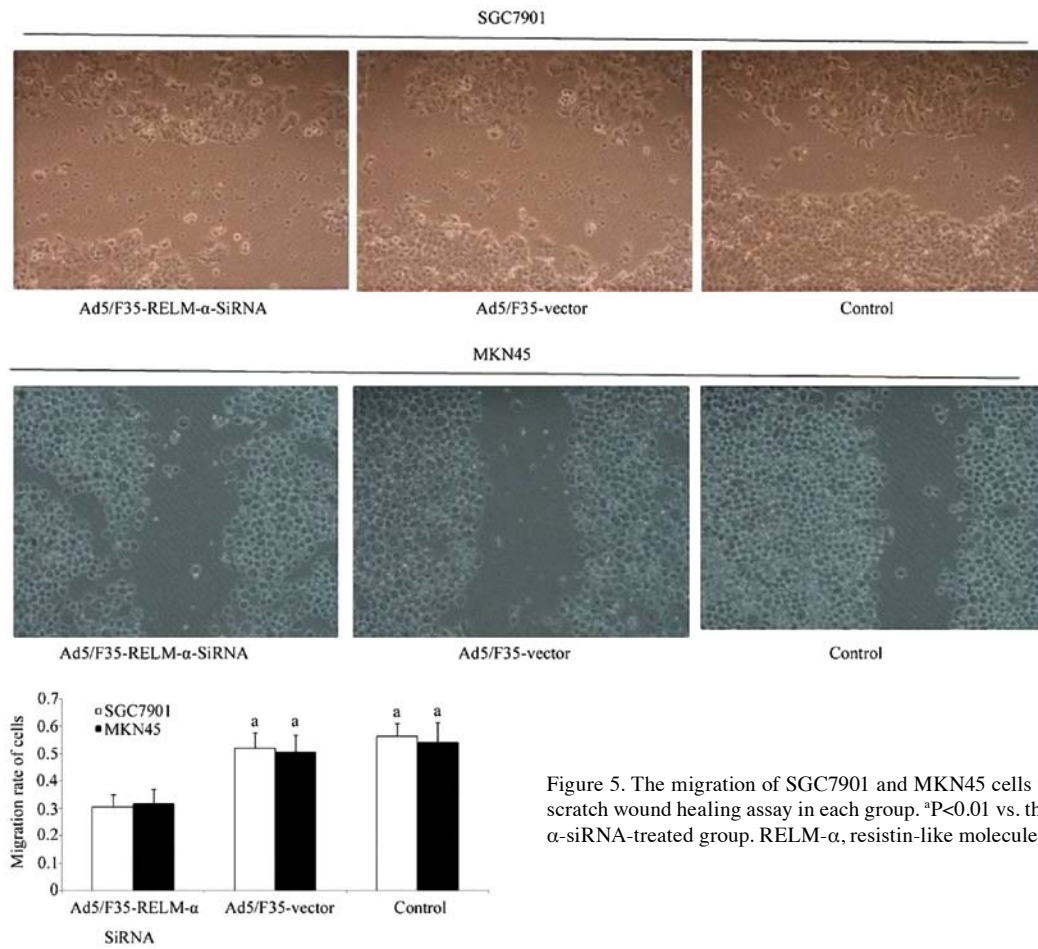 SGC7901
Ad5/F35-RELM-α-SiRNA Ad5/F35-vector Control
MKN45
Ad5/F35-RELM-α-SiRNA Ad5/F35-vector Control
Migration rate of cells
0.7
0.6
0.5
0.4
0.3
0.2
0.1
0
SGC7901
MKN45
a a a a
Ad5/F35-RELM-α Ad5/F35-vector Control
SiRNA
Figure 5. The migration of SGC7901 and MKN45 cells
scratch wound healing assay in each group. ᵃP<0.01 vs.
α-siRNA-treated group. RELM-α, resistin-like molecule